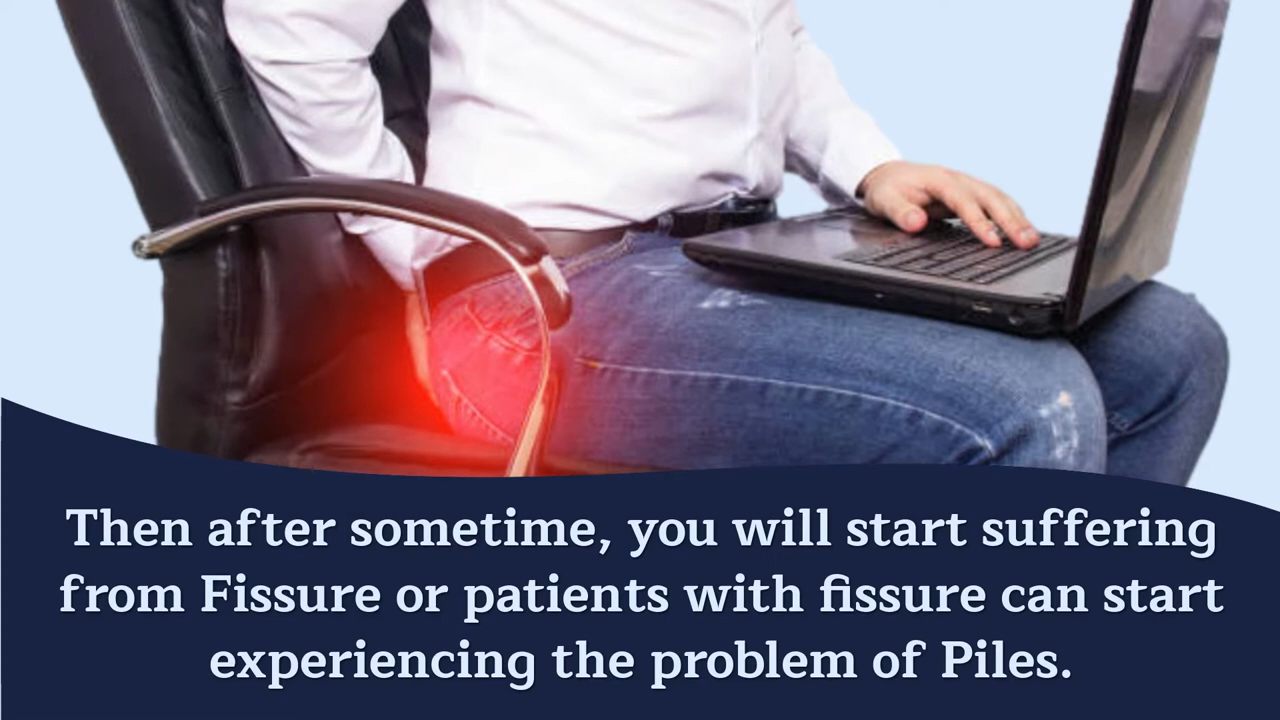 Then after sometime, you will start suffering
from Fissure or patients with fissure can start
experiencing the problem of Piles.